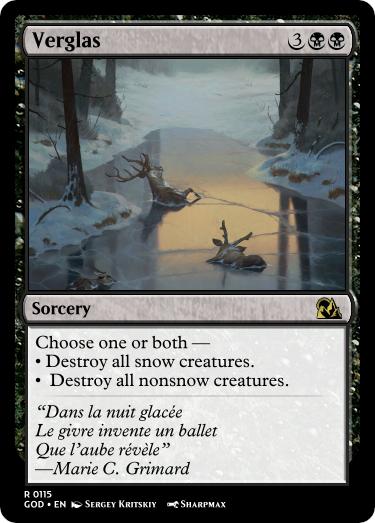 Verglas 3
Sorcery
Choose one or both —
• Destroy all snow creatures.
• Destroy all nonsnow creatures.
“Dans la nuit glacée
Le givre invente un ballet
Que l'aube révèle”
—Marie C. Grimard
R 0115
GOD • EN Sergey Kritskiy Sharpmax